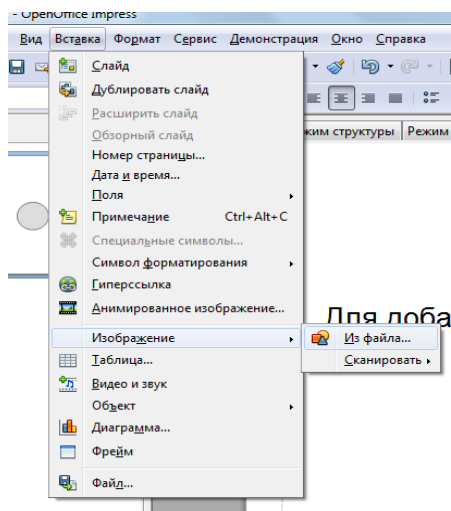 - OpenOffice Impress
Вид Вставка Формат Сервис Демонстрация Окно Справка
Слайд
Дублировать слайд
Расширить слайд
Обзорный слайд
жим структуры Режим
Номер страницы...
Дата и время...
Поля
Примечание Ctrl+Alt+C
Специальные символы...
Символ форматирования
Гиперссылка
Анимированное изображение...
Для доба
Изображение
Из файла...
Таблица...
Сканировать
Видео и звук
Объект
Диаграмма...
Фрейм
Файл...